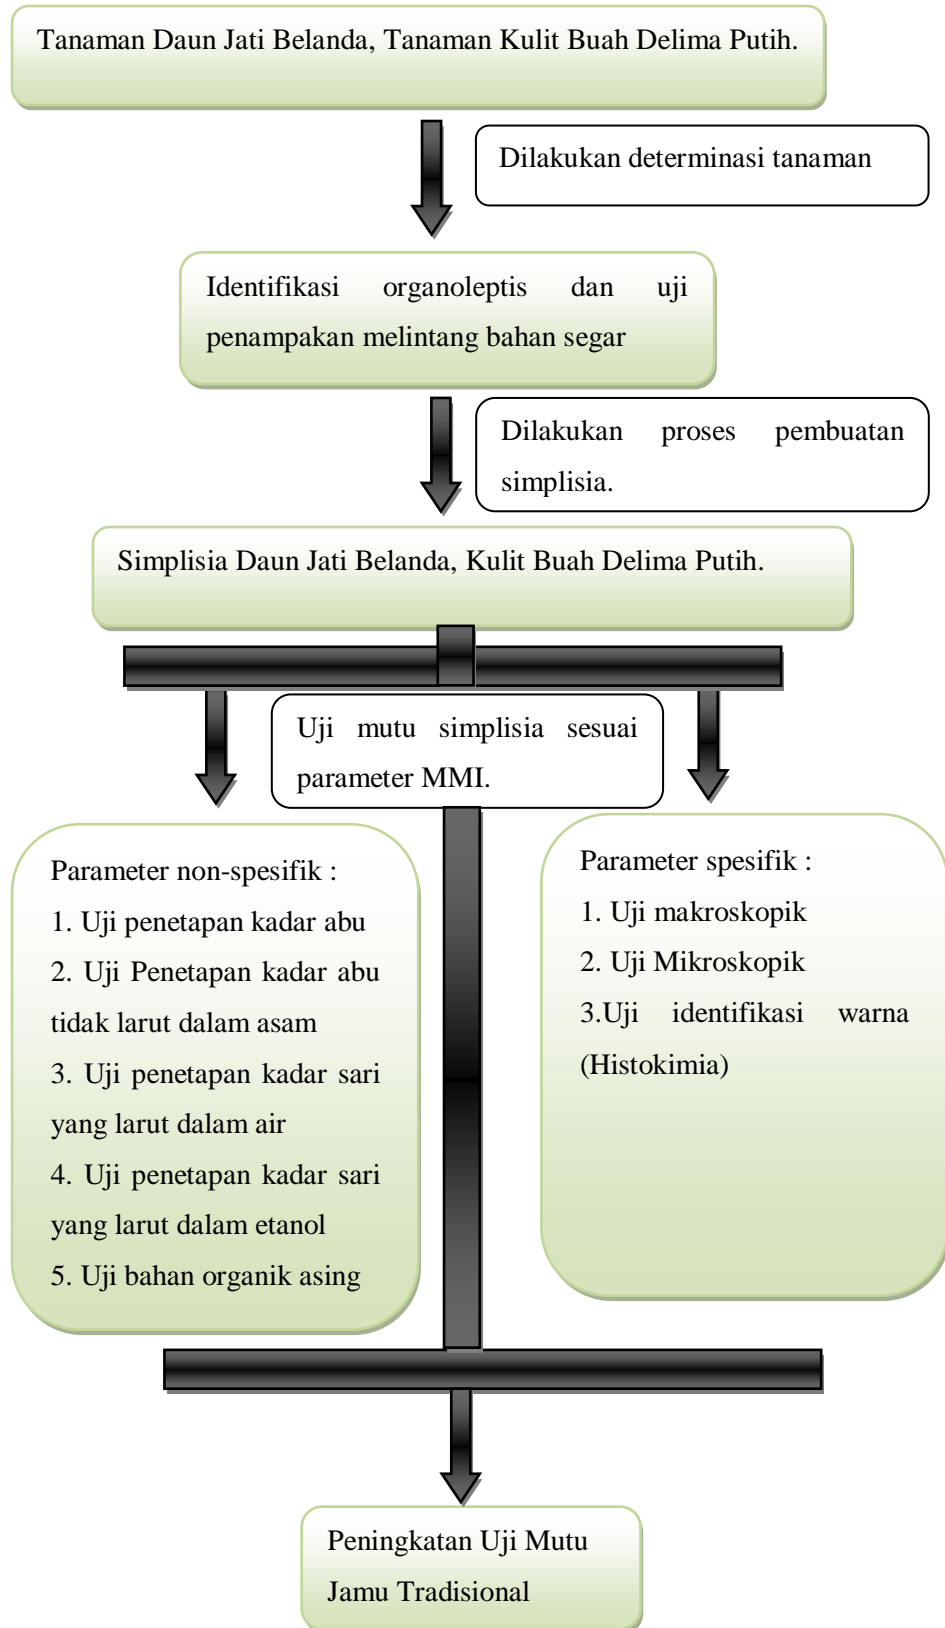 Tanaman Daun Jati Belanda, Tanaman Kulit Buah Delima Putih.
Dilakukan determinasi tanaman
Identifikasi organoleptis dan uji
penampakan melintang bahan segar
Dilakukan proses pembuatan
simplisia.
Simplisia Daun Jati Belanda, Kulit Buah Delima Putih.
Uji mutu simplisia sesuai
parameter MMI.
Parameter non-spesifik :
1. Uji penetapan kadar abu
2. Uji Penetapan kadar abu
tidak larut dalam asam
3. Uji penetapan kadar sari
yang larut dalam air
4. Uji penetapan kadar sari
yang larut dalam etanol
5. Uji bahan organik asing
Parameter spesifik :
1. Uji makroskopik
2. Uji Mikroskopik
3.Uji identifikasi warna
(Histokimia)
Peningkatan Uji Mutu
Jamu Tradisional